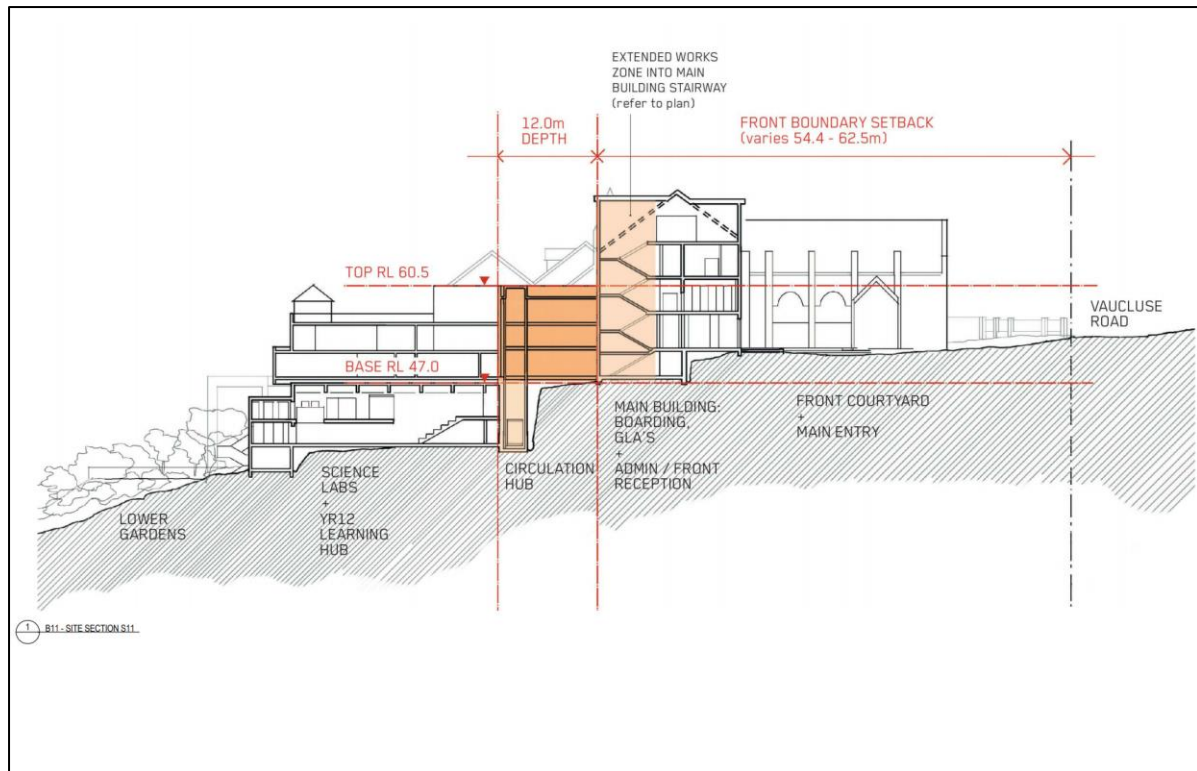 EXTENDED WORKS
ZONE INTO MAIN
BUILDING STAIRWAY
(refer to plan)
12.0m
DEPTH
FRONT BOUNDARY SETBACK
(varies 54.4 - 62.5m)
TOP RL 60.5
VAUCLUSE
ROAD
BASE RL 47.0
MAIN BUILDING:
BOARDING,
GLA'S
+
ADMIN / FRONT
RECEPTION
FRONT COURTYARD
+
MAIN ENTRY
CIRCULATION
HUB
SCIENCE
LABS
+
YR12
LEARNING
HUB
LOWER
GARDENS
1
B11 - SITE SECTION S11